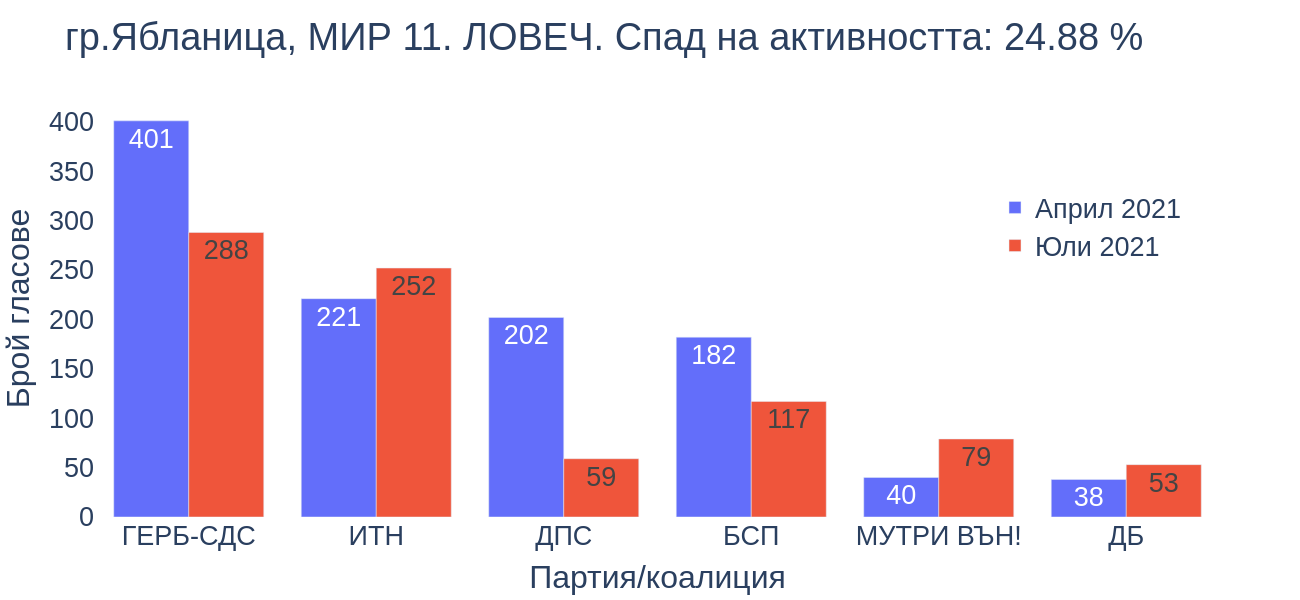 гр.Ябланица, МИР 11. ЛОВЕЧ. Спад на активността: 24.88 %
Брой гласове
400
350
300
250
200
150
100
50
0
401
288
221
252
202
59
182
117
40
79
38
53
Април 2021
Юли 2021
ГЕРБ-СДС
ИТН
ДПС
БСП
МУТРИ ВЪН!
ДБ
Партия/коалиция